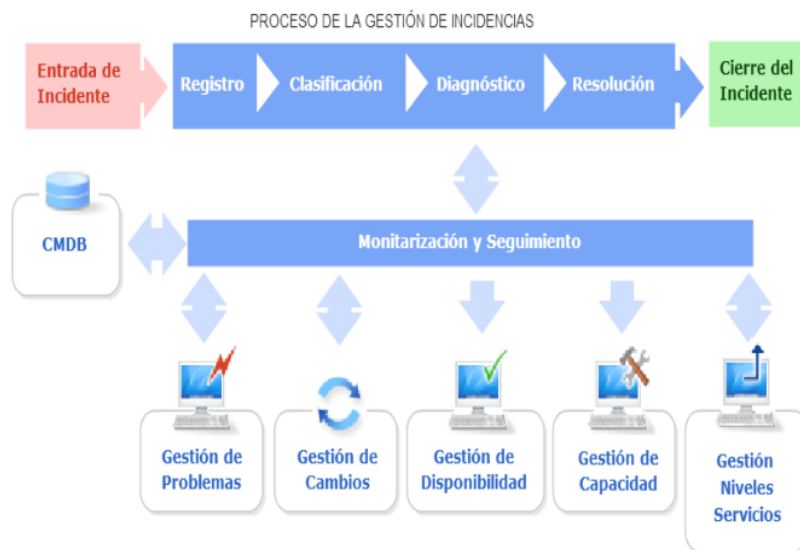 PROCESO DE LA GESTIÓN DE INCIDENCIAS
Entrada de
Incidente
Registro
Clasificación
Diagnóstico
Resolución
Cierre del
Incidente
CMDB
Monitarización y Seguimiento
Gestión de
Problemas
Gestión de
Cambios
Gestión de
Disponibilidad
Gestión de
Capacidad
Gestión
Niveles
Servicios